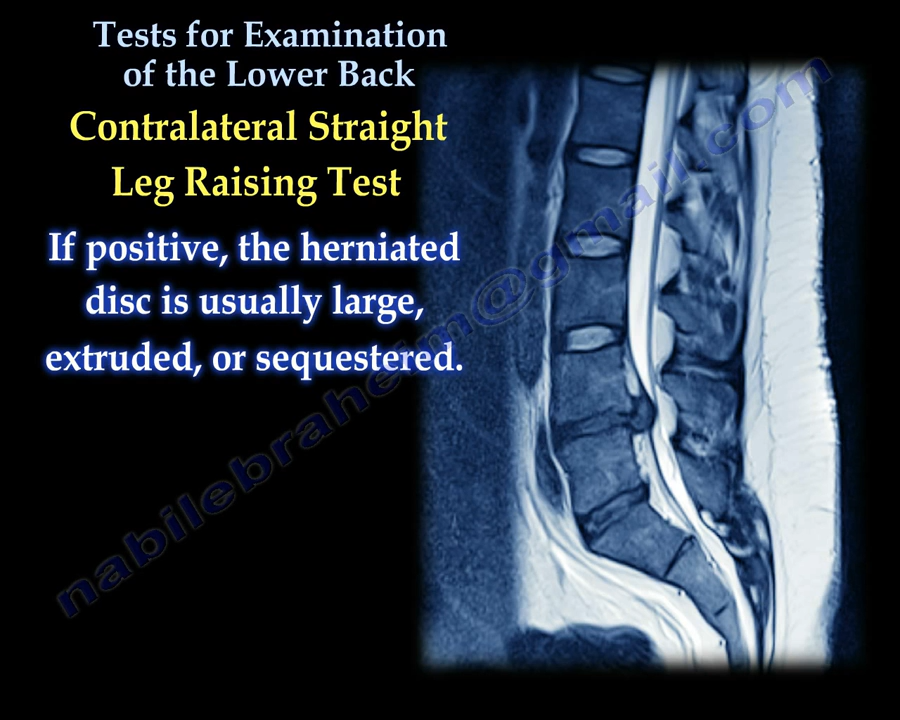 Tests for Examination
of the Lower Back
Contralateral Straight
Leg Raising Test
If positive, the herniated
disc is usually large,
extruded, or sequestered.
nabilebraheim@gmail.com